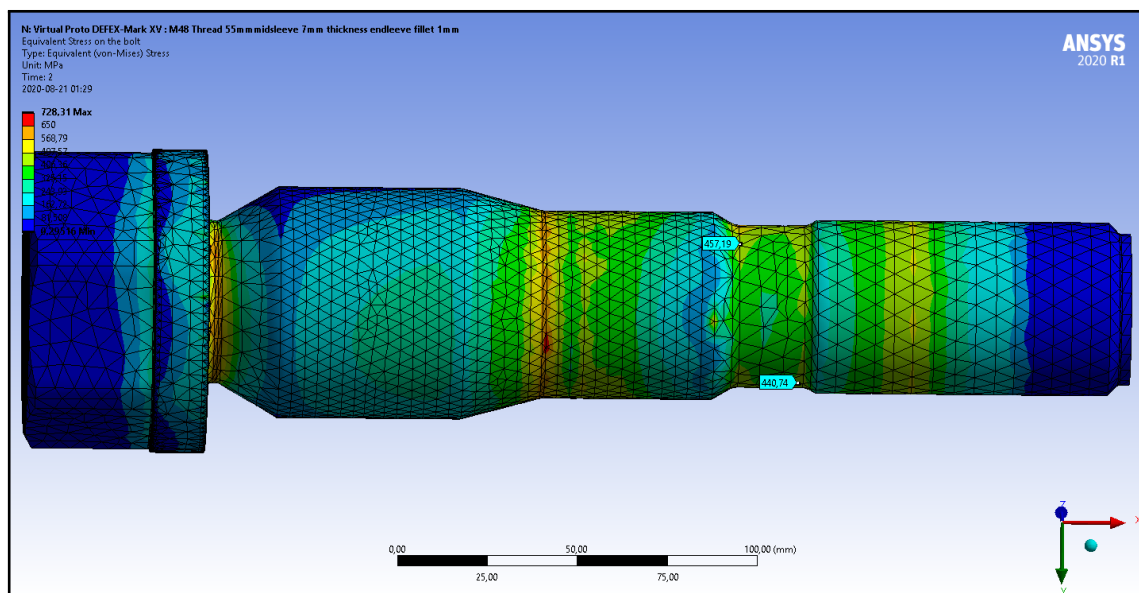 N: Virtual Proto DEFEX-Mark XV : M48 Thread 55mm midsleeve 7mm thickness endleeve fillet 1mm
Equivalent Stress on the bolt
Type: Equivalent (von-Mises) Stress
Unit: MPa
Time: 2
2020-08-21 01:29
ANSYS
2020 R1
728,31 Max
650
568,79
Min
457,19
440,74
0,00 50,00 100,00 (mm)
25,00 75,00
Z
X
Y